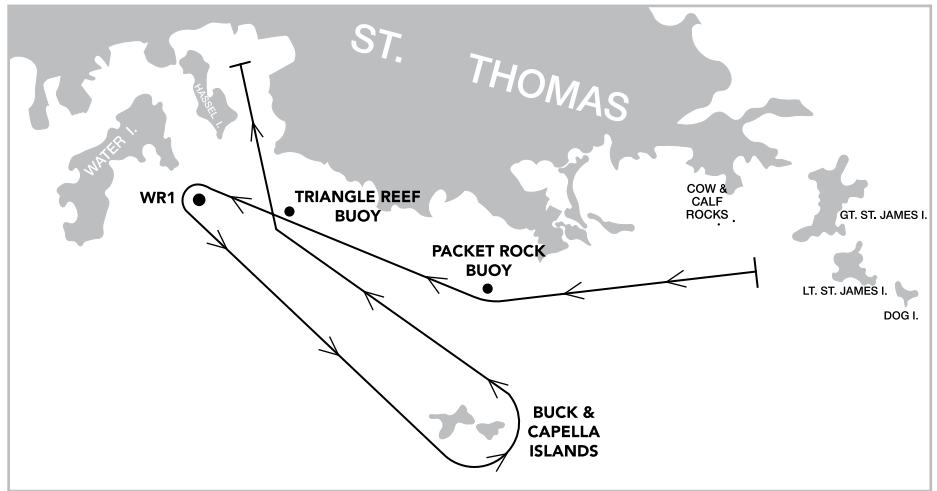 ST. THOMAS
HASSEL I.
WATER I.
WR1
TRIANGLE REEF
BUOY
PACKET ROCK
BUOY
COW &
CALF
ROCKS
GT. ST. JAMES I.
LT. ST. JAMES I.
DOG I.
BUCK &
CAPELLA
ISLANDS